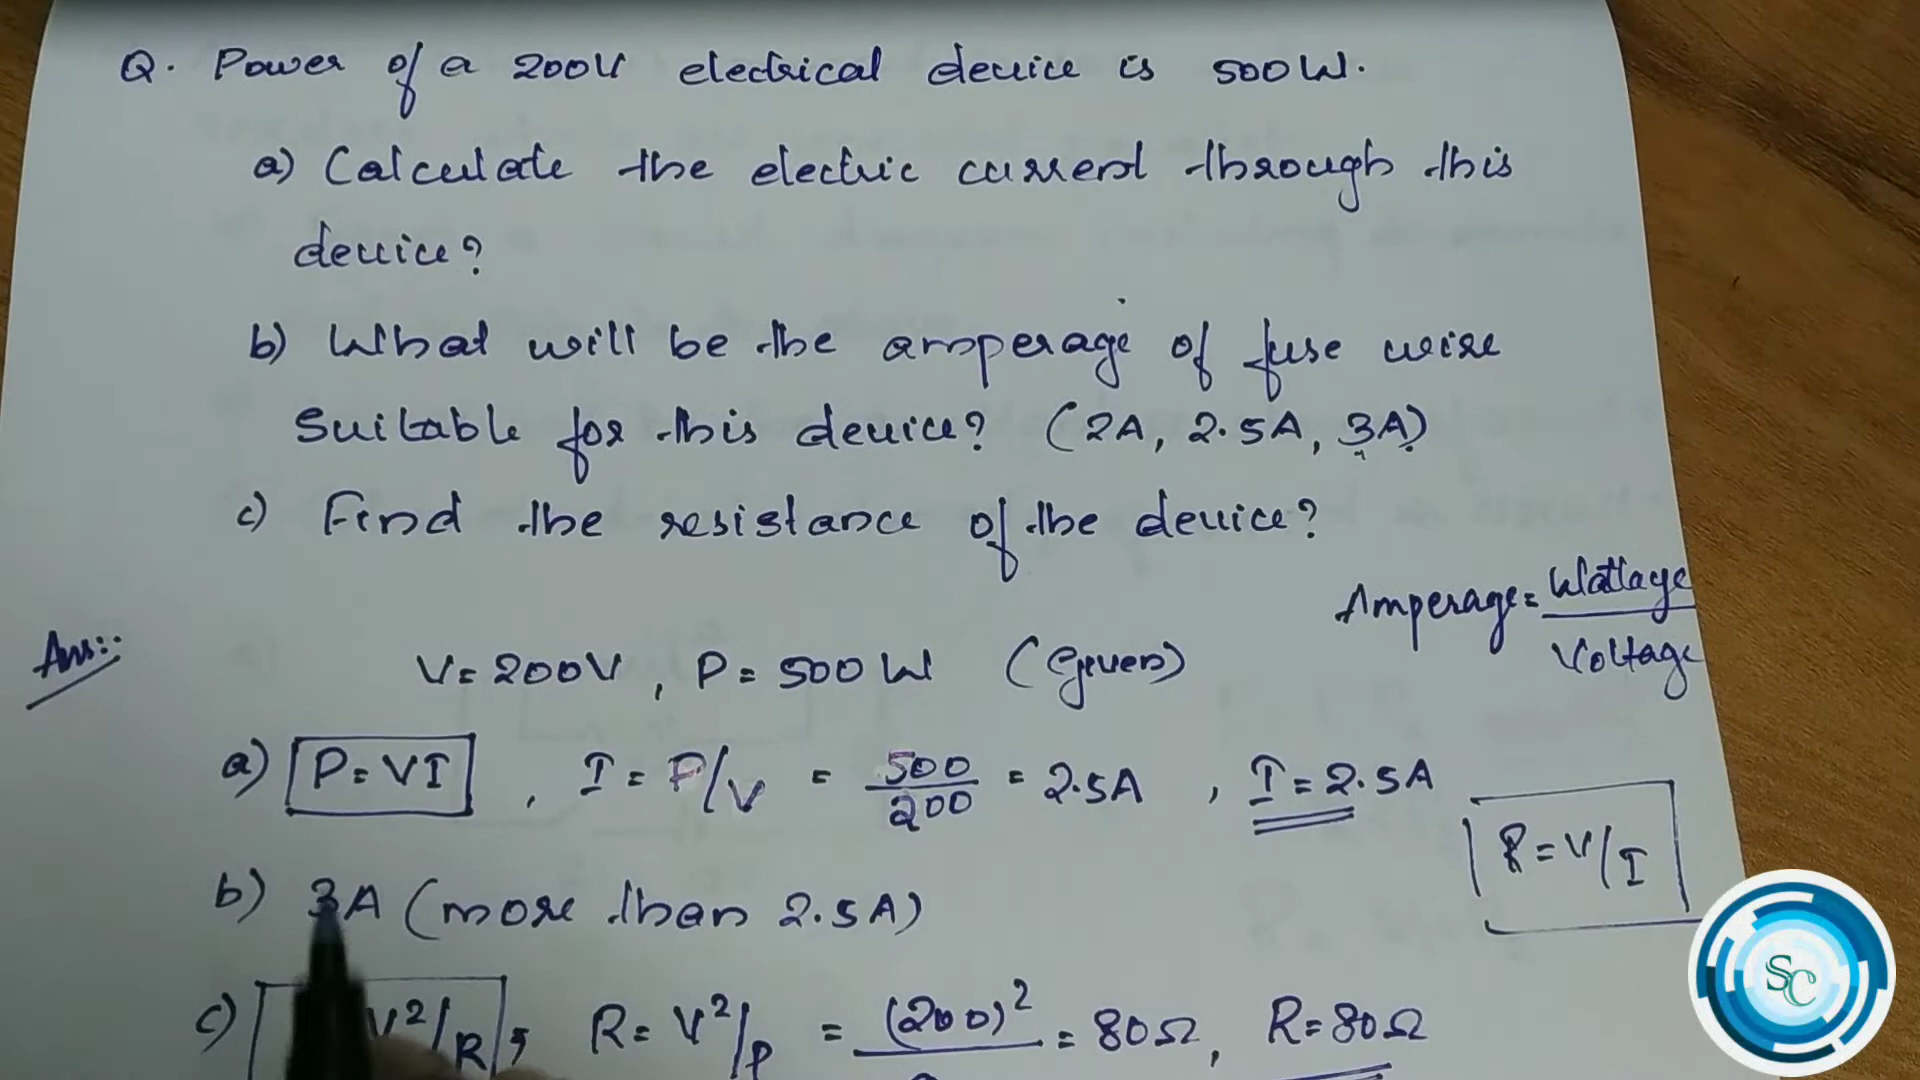 Q. Power of a 200V electrical device is 500W.
a) Calculate the electric current through this
device?
b) What will be the amperage of fuse wire
suitable for this device? (2A, 2.5A, 3A)
c) Find the resistance of the device?
Amperage = Wattage / Voltage
Ans:-
V = 200V, P = 500W (Given)
a) P = VI, I = P/V = 500/200 = 2.5A, I = 2.5A
R = V/I
b) 3A (more than 2.5A)
c) V²/R, R = V²/P = (200)² = 80Ω, R = 80Ω
SC